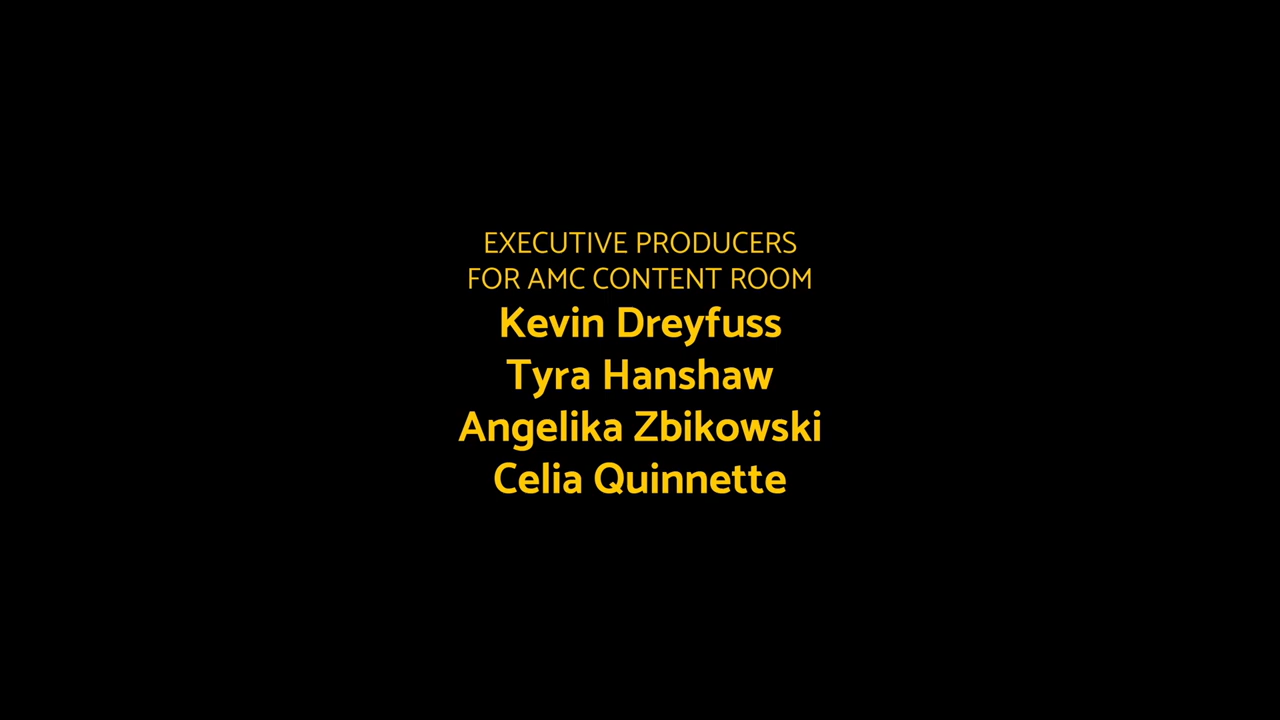 EXECUTIVE PRODUCERS
FOR AMC CONTENT ROOM
Kevin Dreyfuss
Tyra Hanshaw
Angelika Zbikowski
Celia Quinnette